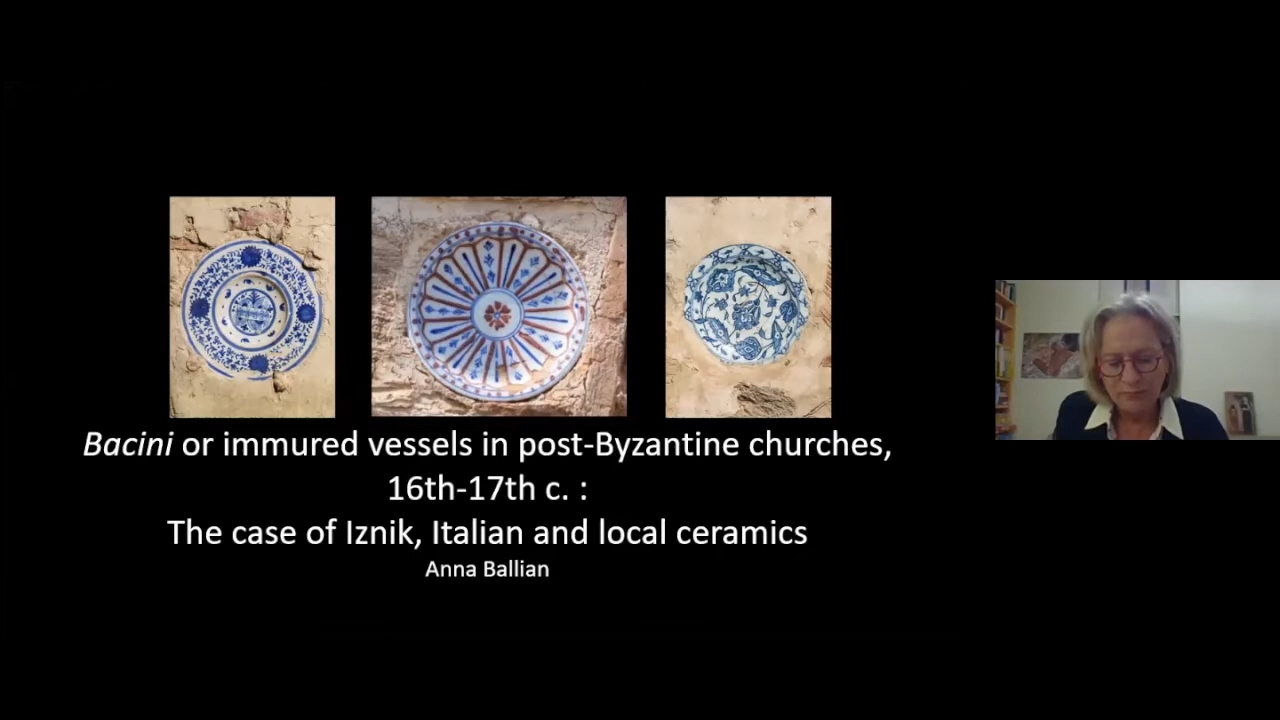 Bacini or immured vessels in post-Byzantine churches,
16th-17th c. :
The case of Iznik, Italian and local ceramics
Anna Ballian